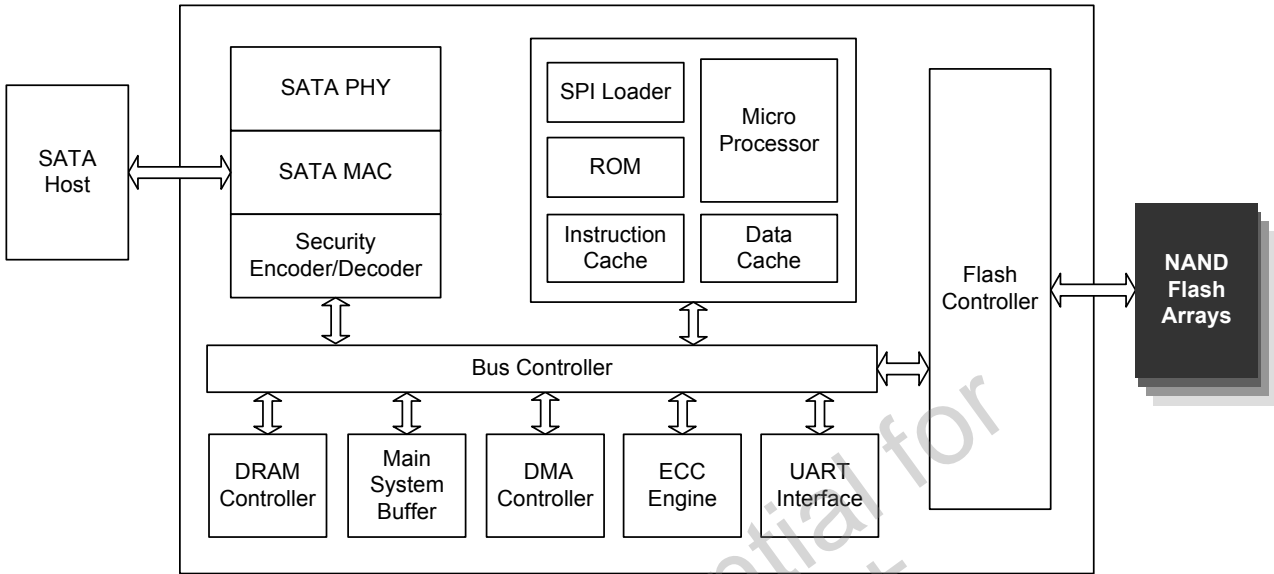 SATA
Host
SATA PHY
SATA MAC
Security
Encoder/Decoder
SPI Loader
ROM
Instruction
Cache
Micro
Processor
Data
Cache
Flash
Controller
NAND
Flash
Arrays
Bus Controller
DRAM
Controller
Main
System
Buffer
DMA
Controller
ECC
Engine
UART
Interface
for